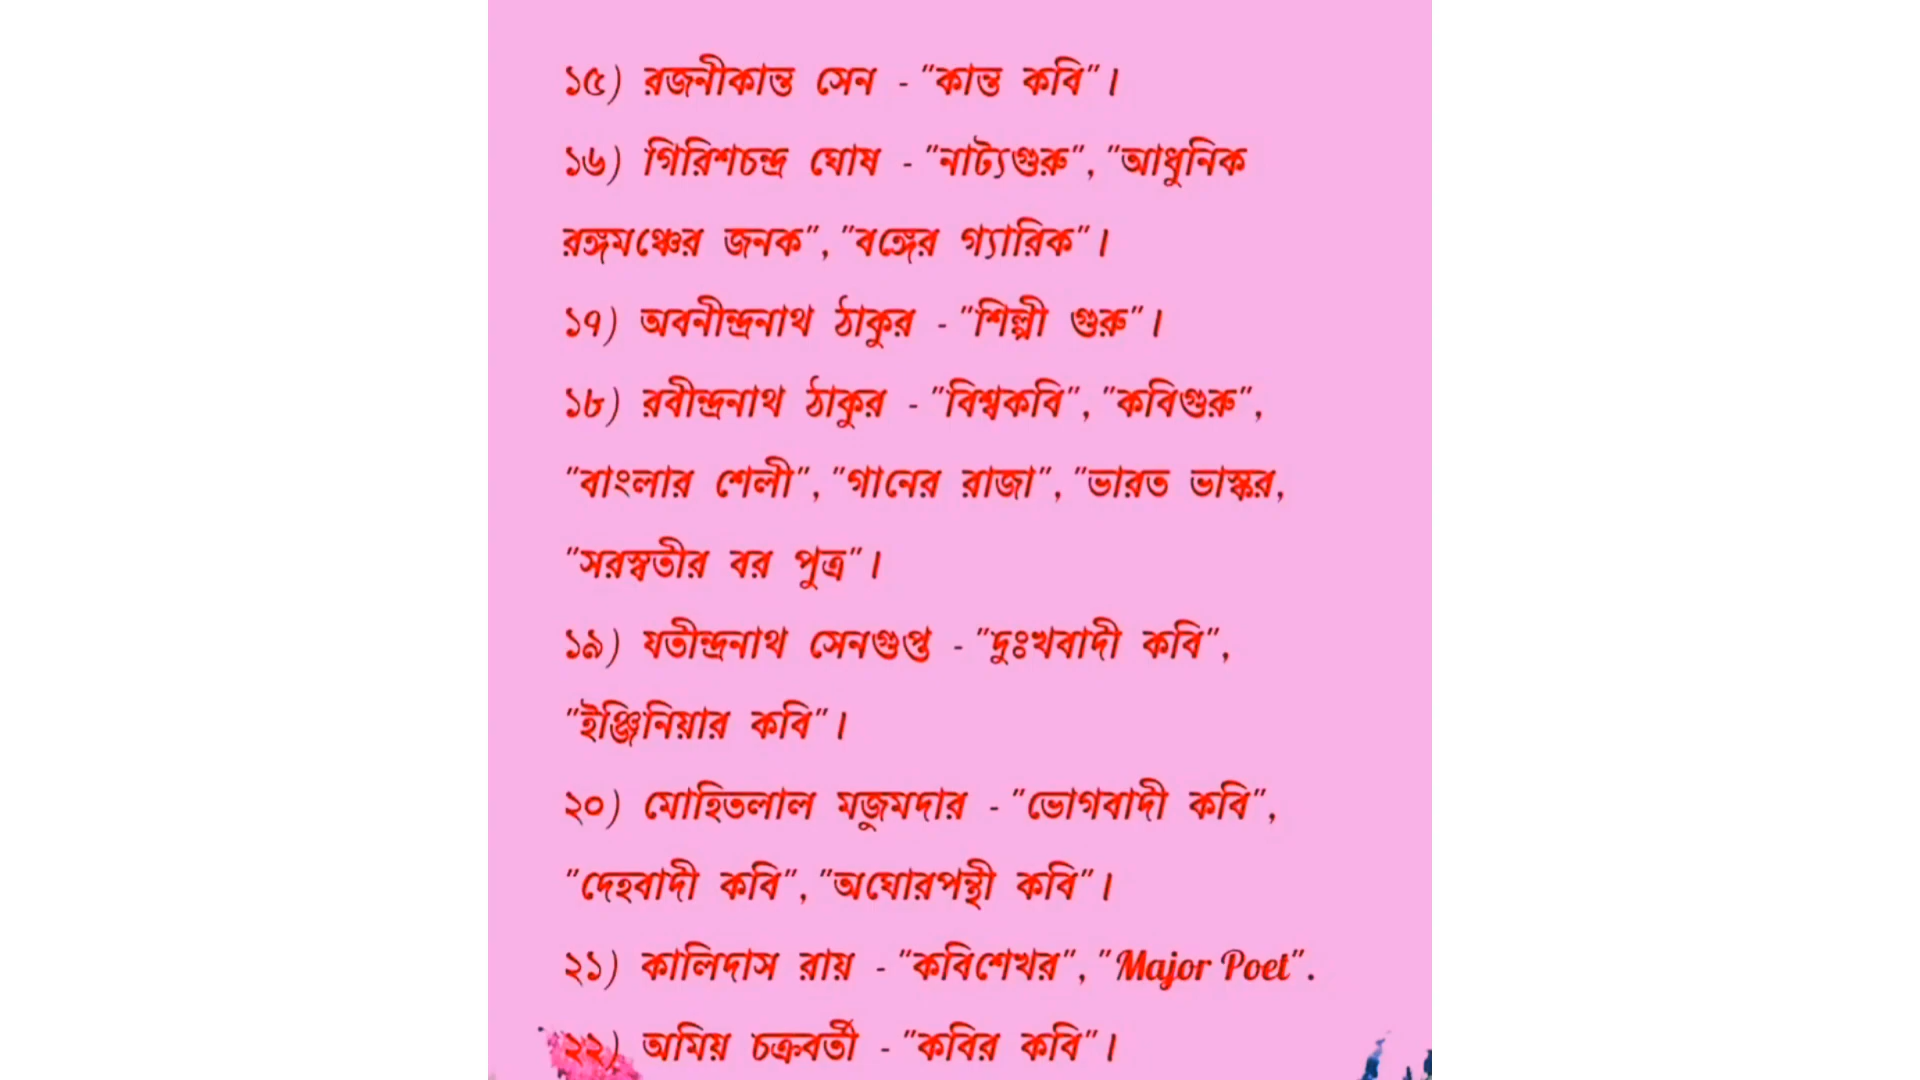 ১৫) রজনীকান্ত সেন - "কান্ত কবি"।
১৬) গিরিশচন্দ্র ঘোষ - "নাট্যগুরু", "আধুনিক
রঙ্গমঞ্চের জনক", "বঙ্গের গ্যারিক"।
১৭) অবনীন্দ্রনাথ ঠাকুর - "শিল্পী গুরু"।
১৮) রবীন্দ্রনাথ ঠাকুর - "বিশ্বকবি", "কবিগুরু",
"বাংলার শেলী", "গানের রাজা", "ভারত ভাস্কর,
"সরস্বতীর বর পুত্র"।
১৯) যতীন্দ্রনাথ সেনগুপ্ত - "দুঃখবাদী কবি",
"ইঞ্জিনিয়ার কবি"।
২০) মোহিতলাল মজুমদার - "ভোগবাদী কবি",
"দেহবাদী কবি", "অঘোরপন্থী কবি"।
২১) কালিদাস রায় - "কবিশেখর", "Major Poet".
২২) অমিয় চক্রবর্তী - "কবির কবি"।